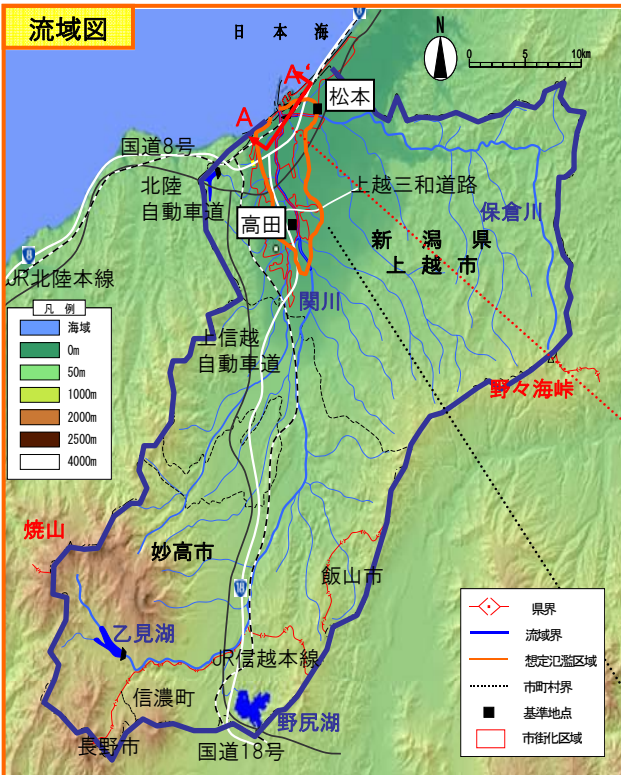 流域図
日本海
8
N
0 5 10km
A'
A
松本
国道8号
北陸
自動車道
上越三和道路
保倉川
高田
新潟県
上越市
8
JR北陸本線
関川
凡例
海域
0m
50m
1000m
2000m
2500m
4000m
上信越
自動車道
野々海峠
焼山
妙高市
飯山市
18
乙見湖
JR信越本線
信濃町
野尻湖
長野市
国道18号
県界
流域界
想定氾濫区域
市町村界
基準地点
市街化区域